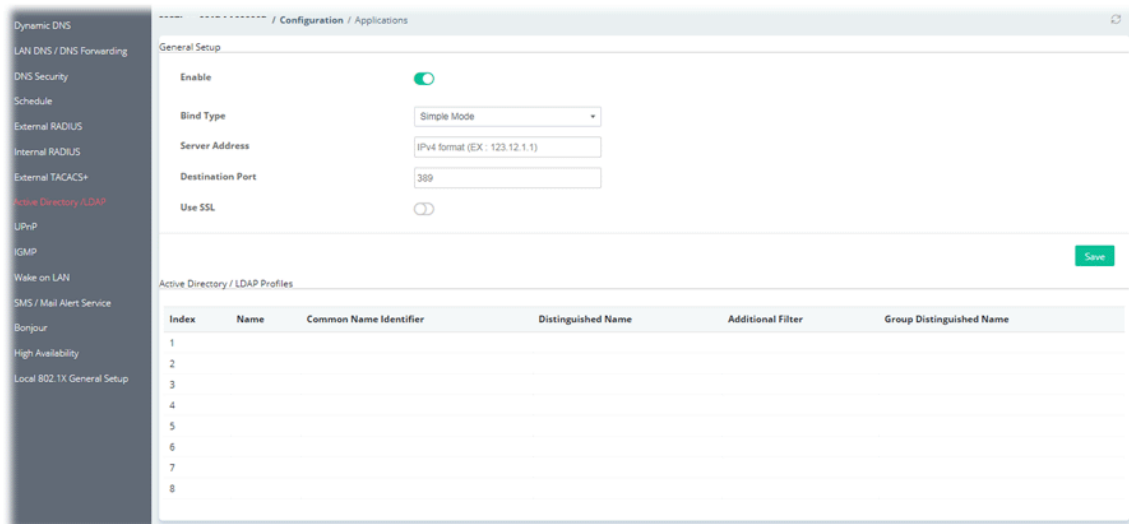 / Configuration / Applications
Dynamic DNS
LAN DNS / DNS Forwarding
DNS Security
Schedule
External RADIUS
Internal RADIUS
External TACACS+
Active Directory /LDAP
UPnP
IGMP
Wake on LAN
SMS / Mail Alert Service
Bonjour
High Availability
Local 802.1X General Setup
General Setup
Enable
Bind Type Simple Mode
Server Address IPv4 format (EX : 123.12.1.1)
Destination Port 389
Use SSL
Save
Active Directory / LDAP Profiles
Index Name Common Name Identifier Distinguished Name Additional Filter Group Distinguished Name
1
2
3
4
5
6
7
8